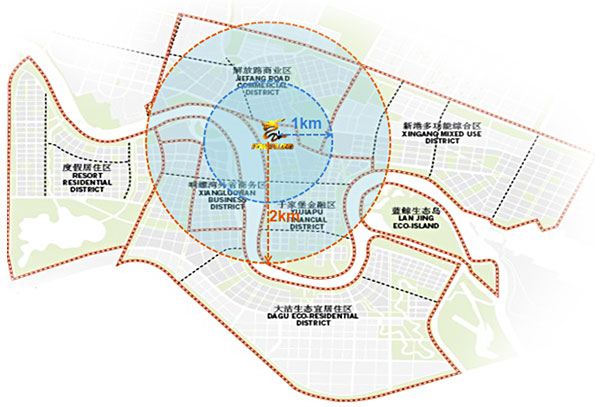 解放路商业区
JIEFANG ROAD
COMMERCIAL
DISTRICT
1km
新港多功能综合区
XINGANG MIXED USE
DISTRICT
度假居住区
RESORT
RESIDENTIAL
DISTRICT
响螺湾外省商务区
XIANGLUOWAN
BUSINESS
DISTRICT
于家堡金融区
YUJIAPU
FINANCIAL
DISTRICT
2km
蓝鲸生态岛
LAN JING
ECO-ISLAND
大沽生态宜居住区
DAGU ECO-RESIDENTIAL
DISTRICT